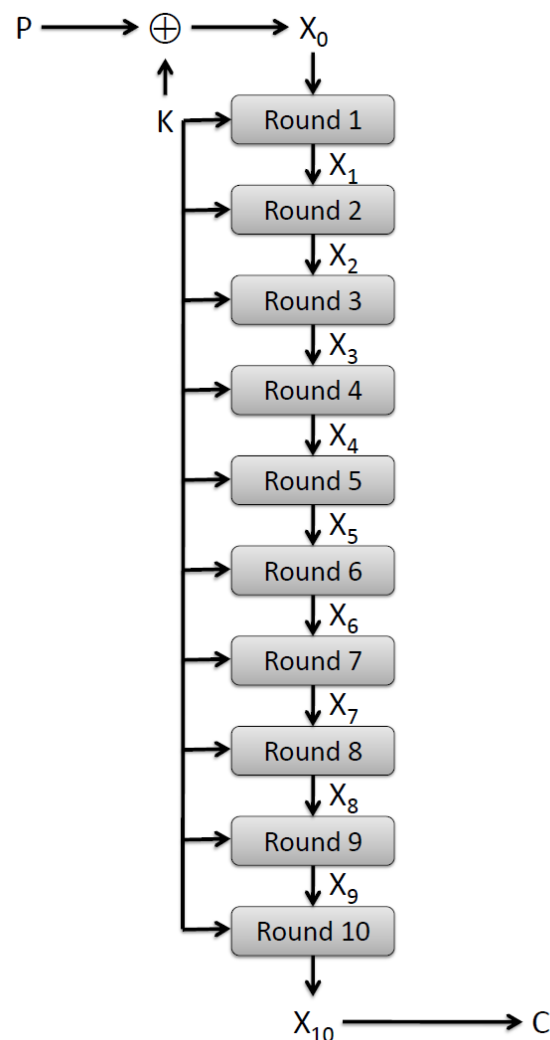 P ⊕ X₀
K
Round 1
X₁
Round 2
X₂
Round 3
X₃
Round 4
X₄
Round 5
X₅
Round 6
X₆
Round 7
X₇
Round 8
X₈
Round 9
X₉
Round 10
X₁₀ C